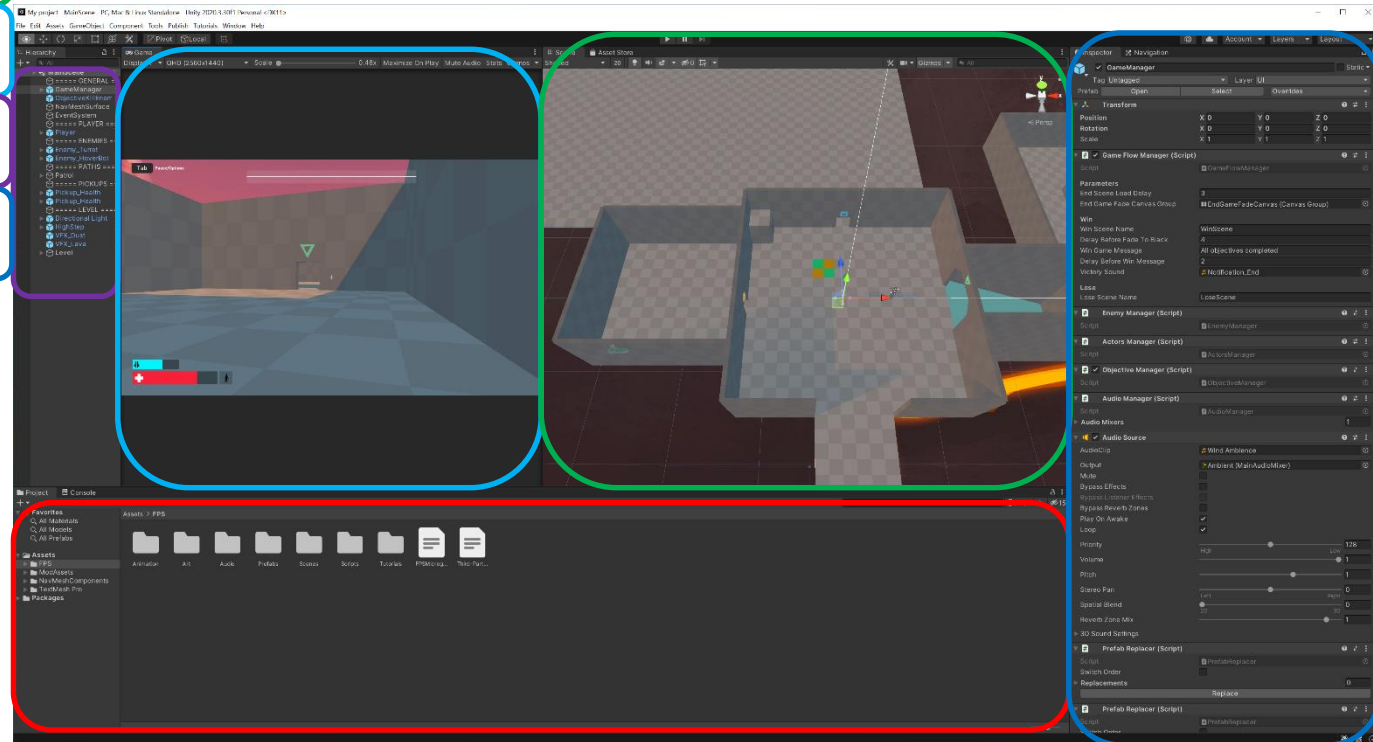 My project - MainScene - PC, Mac & Linux Standalone - Unity 2020.3.30f1 Personal <DX11>
File Edit Assets GameObject Component Tools Publish Tutorials Window Help
Pivot Local
Account Layers Layout
Hierarchy
Game
Asset Store
Inspector Navigation
QHD (2560x1440) Scale 0.48x Maximize On Play Mute Audio Stats
Shaded 2D Gizmos All
MainScene
===== GENERAL =
GameManager
NavMeshSurface
EventSystem
===== PLAYER ===
Player
===== ENEMIES =
Enemy_Turret
Enemy_HoverBot
===== PATHS ===
Patrol
===== PICKUPS =
Pickup_Health
Pickup_Health
===== LEVEL ====
Directional Light
HighStep
VFX_Dust
VFX_Lava
Level
Tab
< Persp
GameManager Static
Tag Untagged Layer UI
Prefab Open Select Overrides
Transform
Position X 0 Y 0 Z 0
Rotation X 0 Y 0 Z 0
Scale X 1 Y 1 Z 1
Game Flow Manager (Script)
Script GameFlowManager
Parameters
End Scene Load Delay 3
End Game Fade Canvas Group EndGameFadeCanvas (Canvas Group)
Win
Win Scene Name WinScene
Delay Before Fade To Black 4
Win Game Message All objectives completed
Delay Before Win Message 2
Victory Sound Notification_End
Lose
Lose Scene Name LoseScene
Enemy Manager (Script)
Script EnemyManager
Actors Manager (Script)
Script ActorsManager
Objective Manager (Script)
Script ObjectiveManager
Audio Manager (Script)
Script AudioManager
Audio Mixers 1
Audio Source
AudioClip Wind Ambience
Output Ambient (MainAudioMixer)
Mute
Bypass Effects
Bypass Listener Effects
Bypass Reverb Zones
Play On Awake
Loop
Priority 128
High Low
Volume 1
Pitch 1
Stereo Pan 0
Left Right
Spatial Blend 0
2D 3D
Reverb Zone Mix 1
3D Sound Settings
Prefab Replacer (Script)
Script PrefabReplacer
Switch Order
Replacements 0
Replace
Prefab Replacer (Script)
Script PrefabReplacer
Project Console
15
Favorites
All Materials
All Models
All Prefabs
Assets
FPS
ModAssets
NavMeshComponents
TextMesh Pro
Packages
Assets > FPS
Animation Art Audio Prefabs Scenes Scripts Tutorials FPSMicrog... Third-Part...